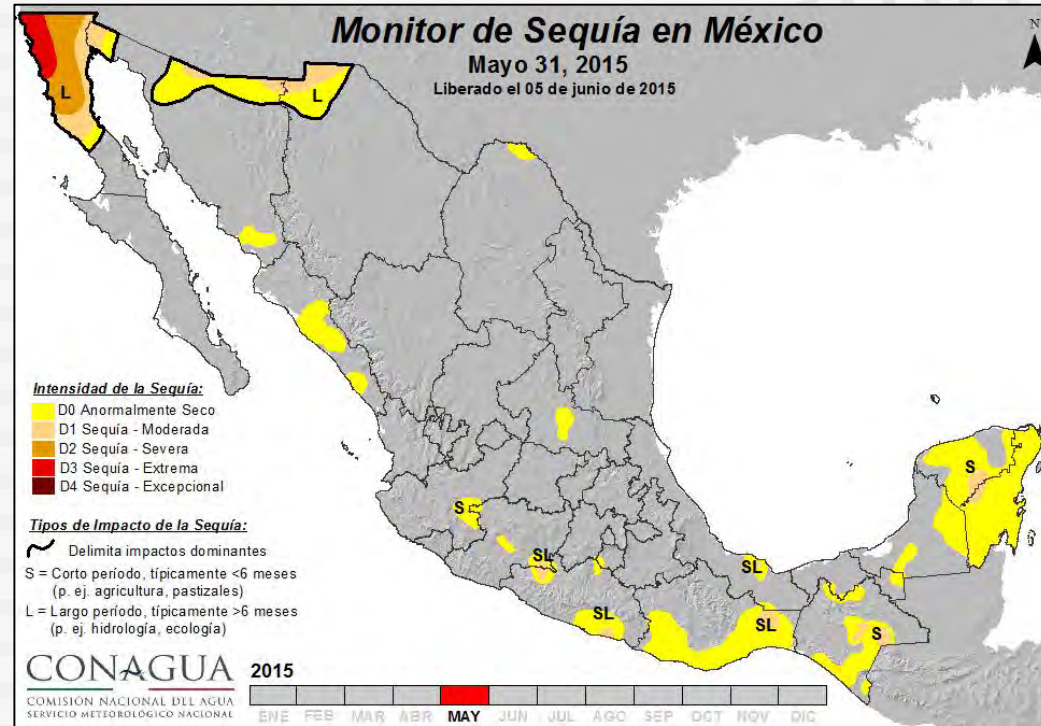 Monitor de Sequía en México
Mayo 31, 2015
Liberado el 05 de junio de 2015
N
L
L
S
S
SL
SL
SL
SL
S
Intensidad de la Sequía:
D0 Anormalmente Seco
D1 Sequía - Moderada
D2 Sequía - Severa
D3 Sequía - Extrema
D4 Sequía - Excepcional
Tipos de Impacto de la Sequía:
Delimita impactos dominantes
S = Corto período, típicamente <6 meses
(p. ej. agricultura, pastizales)
L = Largo período, típicamente >6 meses
(p. ej. hidrología, ecología)
CONAGUA
COMISIÓN NACIONAL DEL AGUA
SERVICIO METEOROLÓGICO NACIONAL
2015
ENE FEB MAR ABR MAY JUN JUL AGO SEP OCT NOV DIC